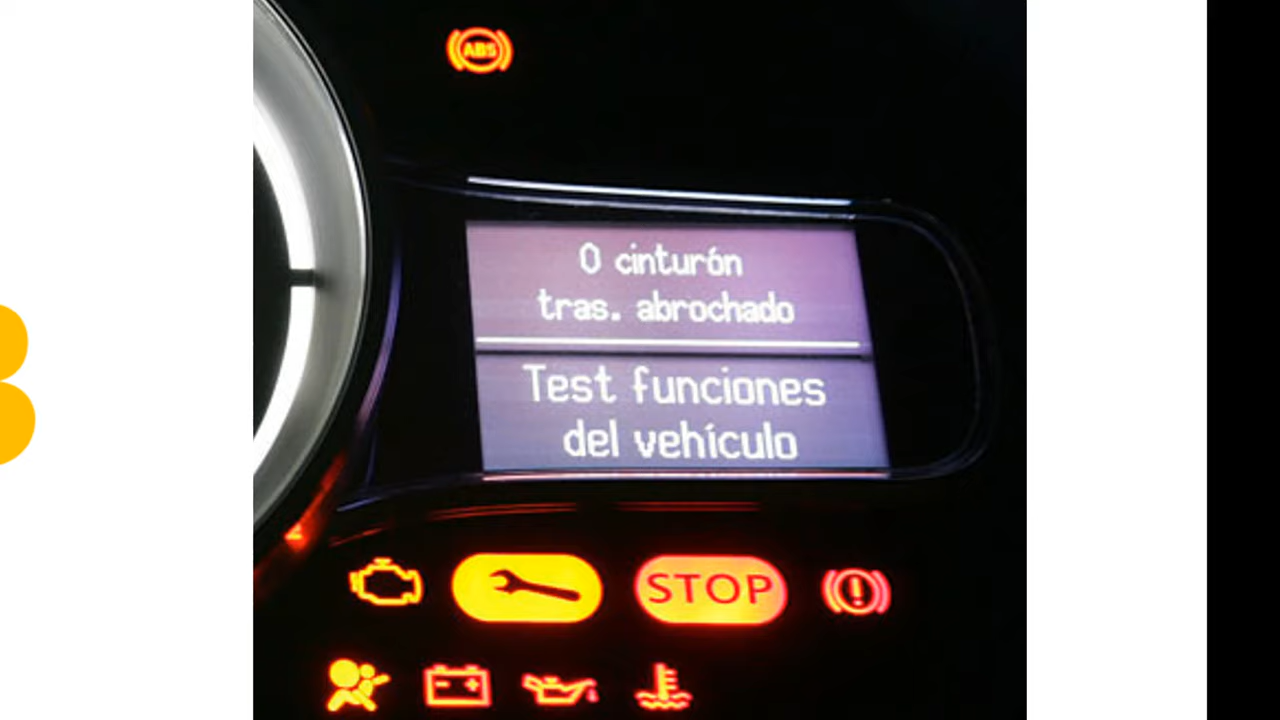 ABS
0 cinturón
tras. abrochado
Test funciones
del vehículo
STOP